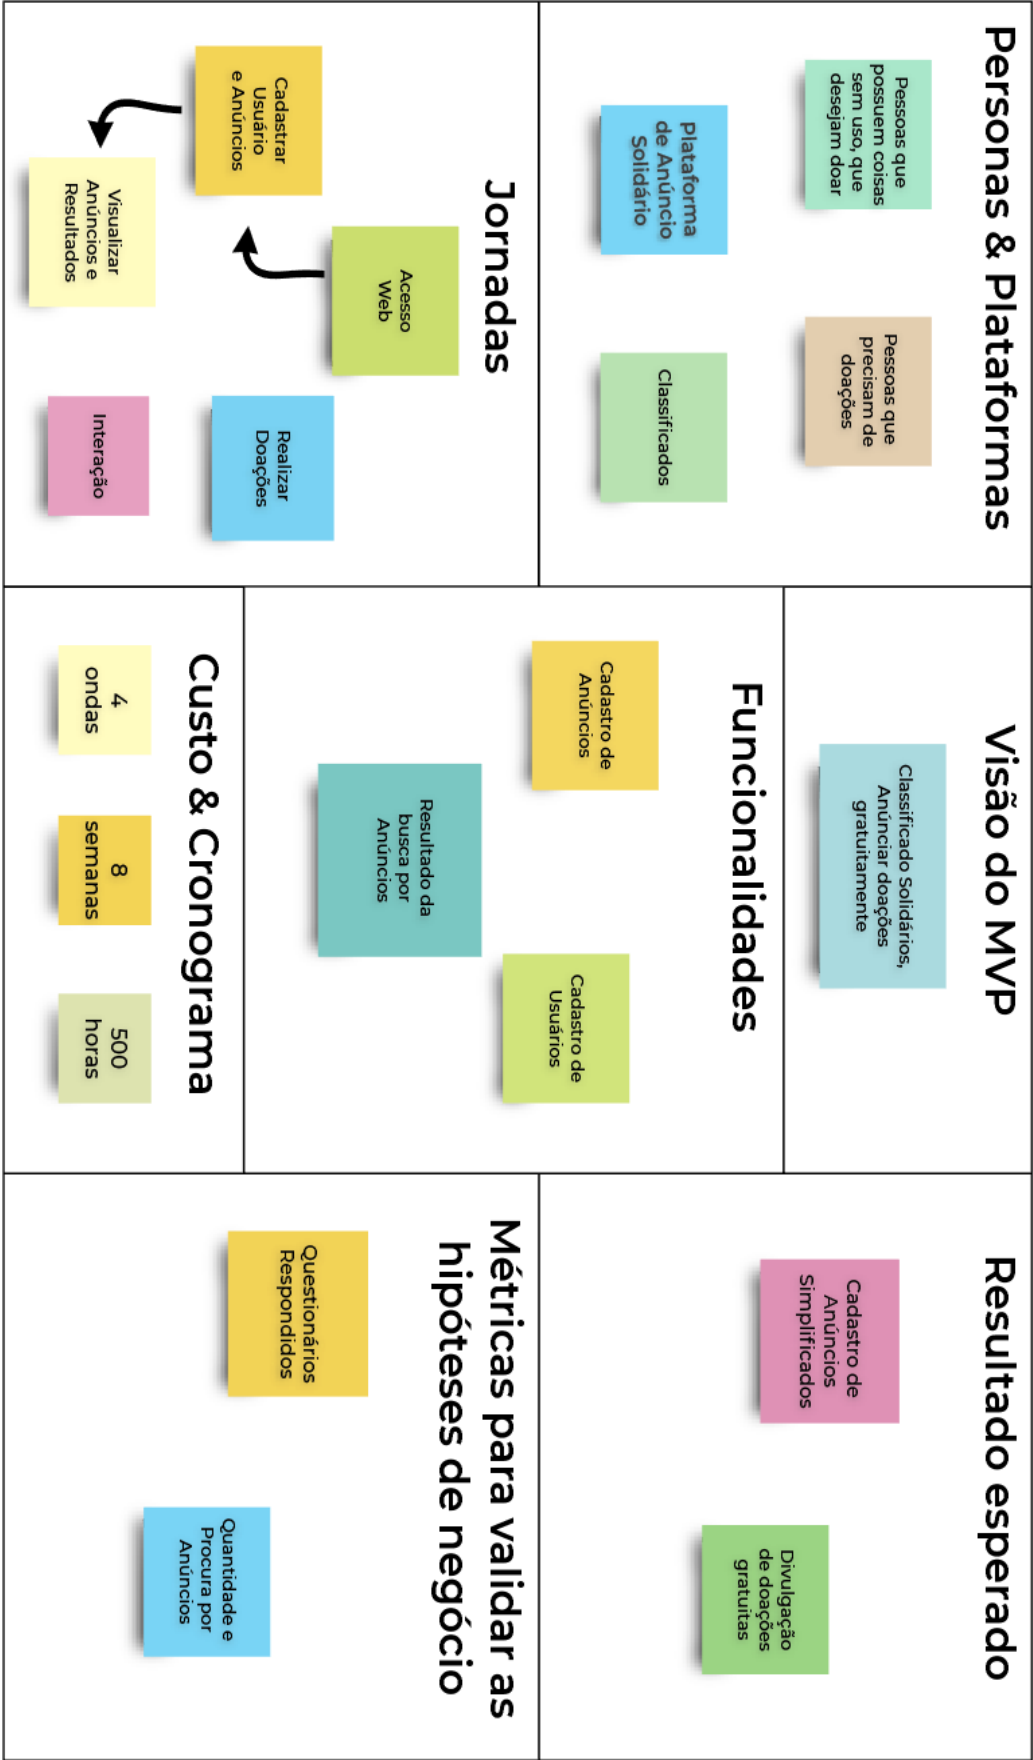 Personas & Plataformas
Pessoas que
possuem coisas
sem uso, que
desejam doar
Pessoas que
precisam de
doações
Plataforma
de Anúncio
Solidário
Classificados
Jornadas
Acesso
Web
Cadastrar
Usuário
e Anúncios
Realizar
Doações
Visualizar
Anúncios e
Resultados
Interação
Visão do MVP
Classificado Solidários,
Anúnciar doações
gratuitamente
Funcionalidades
Cadastro de
Anúncios
Cadastro de
Usuários
Resultado da
busca por
Anúncios
Custo & Cronograma
4
ondas
8
semanas
500
horas
Resultado esperado
Cadastro de
Anúncios
Simplificados
Divulgação
de doações
gratuitas
Métricas para validar as
hipóteses de negócio
Questionários
Respondidos
Quantidade e
Procura por
Anúncios